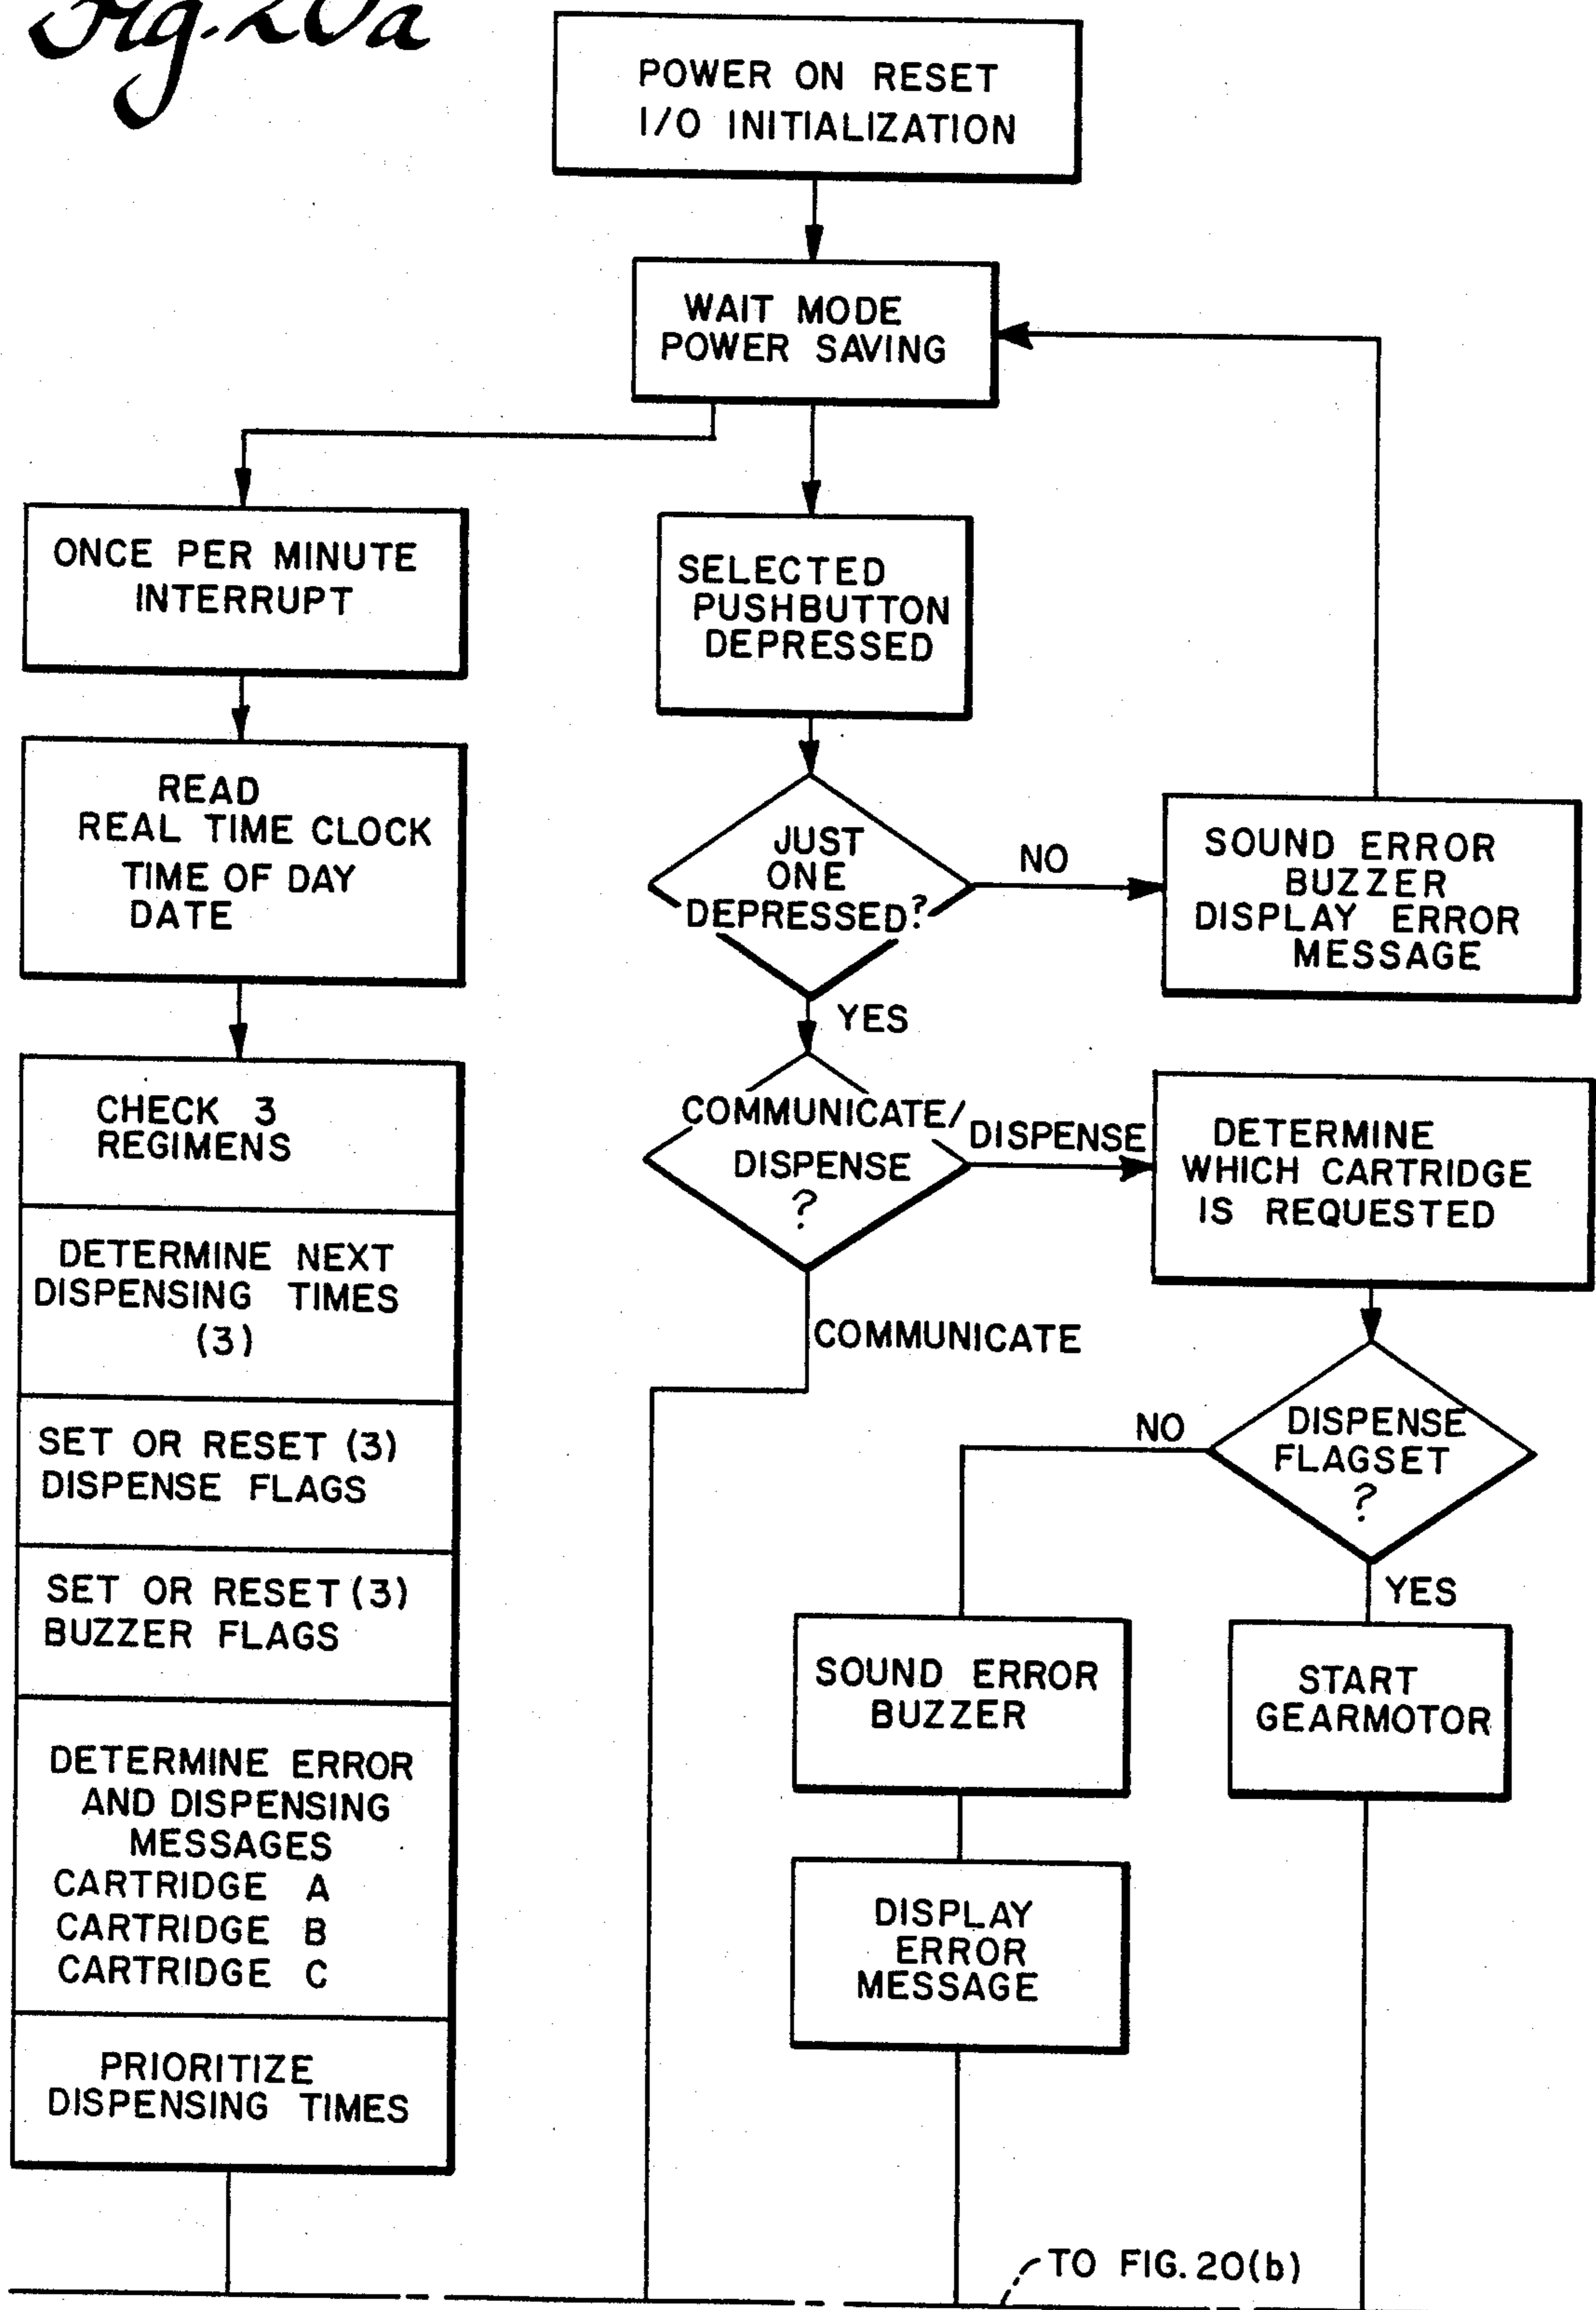 Fig. 20a
POWER ON RESET
I/O INITIALIZATION
WAIT MODE
POWER SAVING
ONCE PER MINUTE
INTERRUPT
SELECTED
PUSHBUTTON
DEPRESSED
READ
REAL TIME CLOCK
TIME OF DAY
DATE
JUST
ONE
DEPRESSED?
NO
SOUND ERROR
BUZZER
DISPLAY ERROR
MESSAGE
YES
CHECK 3
REGIMENS
COMMUNICATE/
DISPENSE
?
DISPENSE
DETERMINE
WHICH CARTRIDGE
IS REQUESTED
DETERMINE NEXT
DISPENSING TIMES
(3)
COMMUNICATE
SET OR RESET (3)
DISPENSE FLAGS
NO
DISPENSE
FLAGSET
?
YES
SET OR RESET (3)
BUZZER FLAGS
SOUND ERROR
BUZZER
START
GEARMOTOR
DETERMINE ERROR
AND DISPENSING
MESSAGES
CARTRIDGE A
CARTRIDGE B
CARTRIDGE C
DISPLAY
ERROR
MESSAGE
PRIORITIZE
DISPENSING TIMES
TO FIG. 20(b)